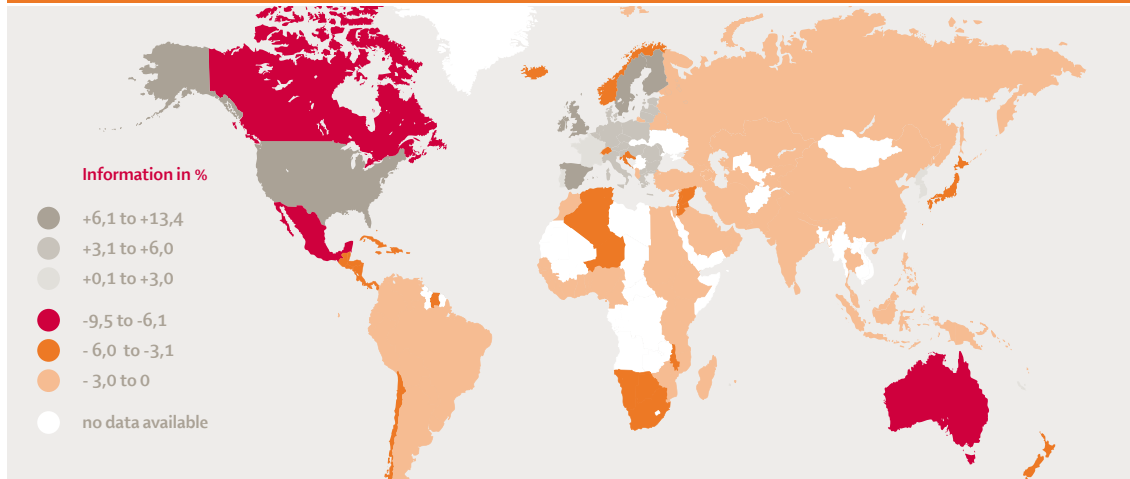 Information in %
+6,1 to +13,4
+3,1 to +6,0
+0,1 to +3,0
-9,5 to -6,1
- 6,0 to -3,1
- 3,0 to 0
no data available